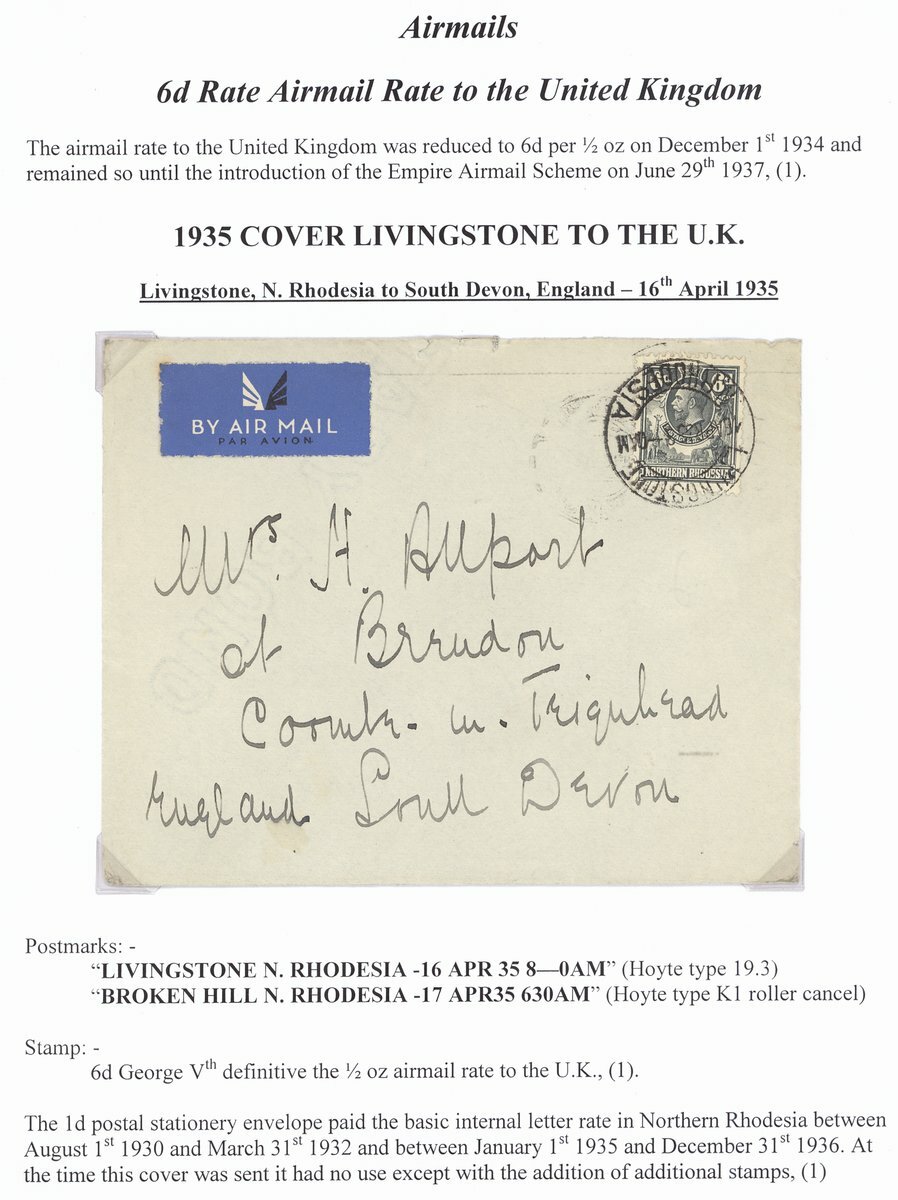 Airmails
6d Rate Airmail Rate to the United Kingdom
The airmail rate to the United Kingdom was reduced to 6d per ½ oz on December 1st 1934 and
remained so until the introduction of the Empire Airmail Scheme on June 29th 1937, (1).
1935 COVER LIVINGSTONE TO THE U.K.
Livingstone, N. Rhodesia to South Devon, England – 16th April 1935
BY AIR MAIL
PAR AVION
NORTHERN RHODESIA
Mrs. H. Allport
at Breudon
Coombe-in-Teignhead
England South Devon
Postmarks: -
“LIVINGSTONE N. RHODESIA -16 APR 35 8—0AM” (Hoyte type 19.3)
“BROKEN HILL N. RHODESIA -17 APR35 630AM” (Hoyte type K1 roller cancel)
Stamp: -
6d George Vth definitive the ½ oz airmail rate to the U.K., (1).
The 1d postal stationery envelope paid the basic internal letter rate in Northern Rhodesia between
August 1st 1930 and March 31st 1932 and between January 1st 1935 and December 31st 1936. At
the time this cover was sent it had no use except with the addition of additional stamps, (1)